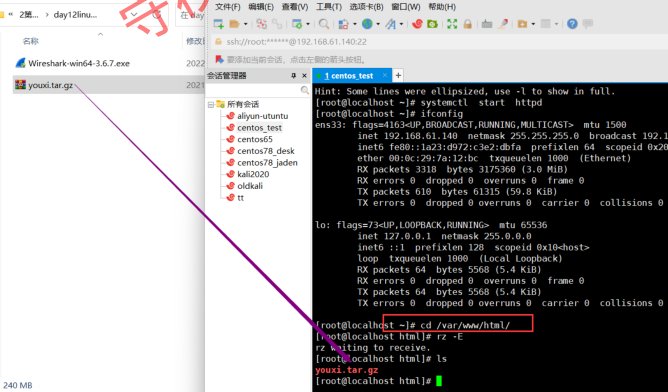 « 2第... › day12linu...
在 day
名称
修改日
Wireshark-win64-3.6.7.exe
2022
youxi.tar.gz
2021
240 MB
文件(F) 编辑(E) 查看(V) 工具(T) 选项卡(B) 窗口(W) 帮助(H)
ssh://root:******@192.168.61.140:22
要添加当前会话，点击左侧的箭头按钮。
会话管理器
1 centos_test
所有会话
aliyun-utuntu
centos_test
centos65
centos78_desk
centos78_jaden
kali2020
oldkali
tt
Hint: Some lines were ellipsized, use -l to show in full.
[root@localhost ~]# systemctl start httpd
[root@localhost ~]# ifconfig
ens33: flags=4163<UP,BROADCAST,RUNNING,MULTICAST> mtu 1500
inet 192.168.61.140 netmask 255.255.255.0 broadcast 192.1
inet6 fe80::1a23:d972:c3e2:dbfa prefixlen 64 scopeid 0x20
ether 00:0c:29:7a:12:bc txqueuelen 1000 (Ethernet)
RX packets 3318 bytes 3175360 (3.0 MiB)
RX errors 0 dropped 0 overruns 0 frame 0
TX packets 610 bytes 61315 (59.8 KiB)
TX errors 0 dropped 0 overruns 0 carrier 0 collisions 0
lo: flags=73<UP,LOOPBACK,RUNNING> mtu 65536
inet 127.0.0.1 netmask 255.0.0.0
inet6 ::1 prefixlen 128 scopeid 0x10<host>
loop txqueuelen 1000 (Local Loopback)
RX packets 64 bytes 5568 (5.4 KiB)
RX errors 0 dropped 0 overruns 0 frame 0
TX packets 64 bytes 5568 (5.4 KiB)
TX errors 0 dropped 0 overruns 0 carrier 0 collisions 0
[root@localhost ~]# cd /var/www/html/
[root@localhost html]# rz -E
rz waiting to receive.
[root@localhost html]# ls
youxi.tar.gz
[root@localhost html]#